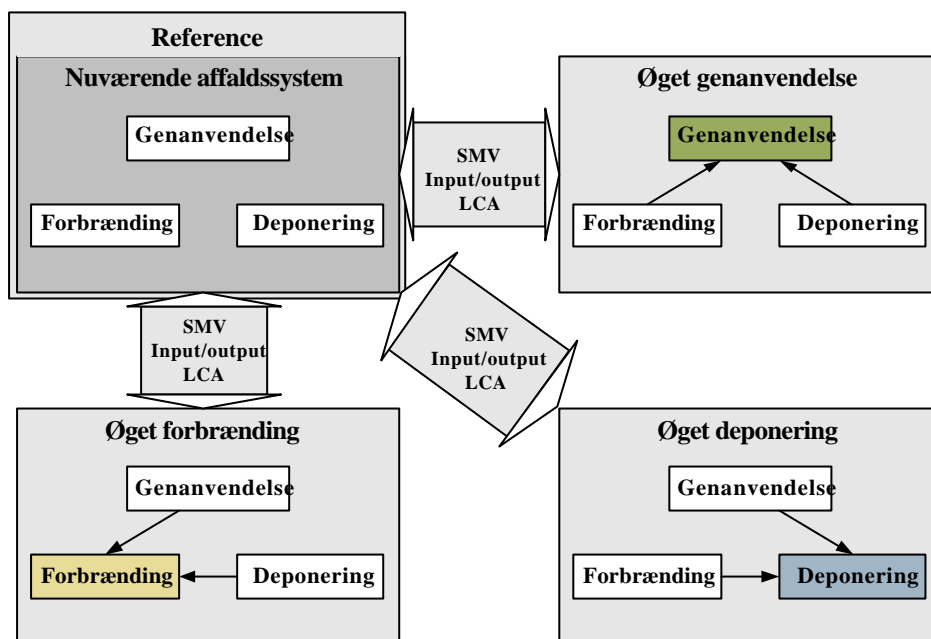 Reference
Nuværende affaldssystem
Genanvendelse
Forbrænding
Deponering
SMV
Input/output
LCA
Øget genanvendelse
Genanvendelse
Forbrænding
Deponering
SMV
Input/output
LCA
SMV
Input/output
LCA
Øget forbrænding
Genanvendelse
Forbrænding
Deponering
Øget deponering
Genanvendelse
Forbrænding
Deponering